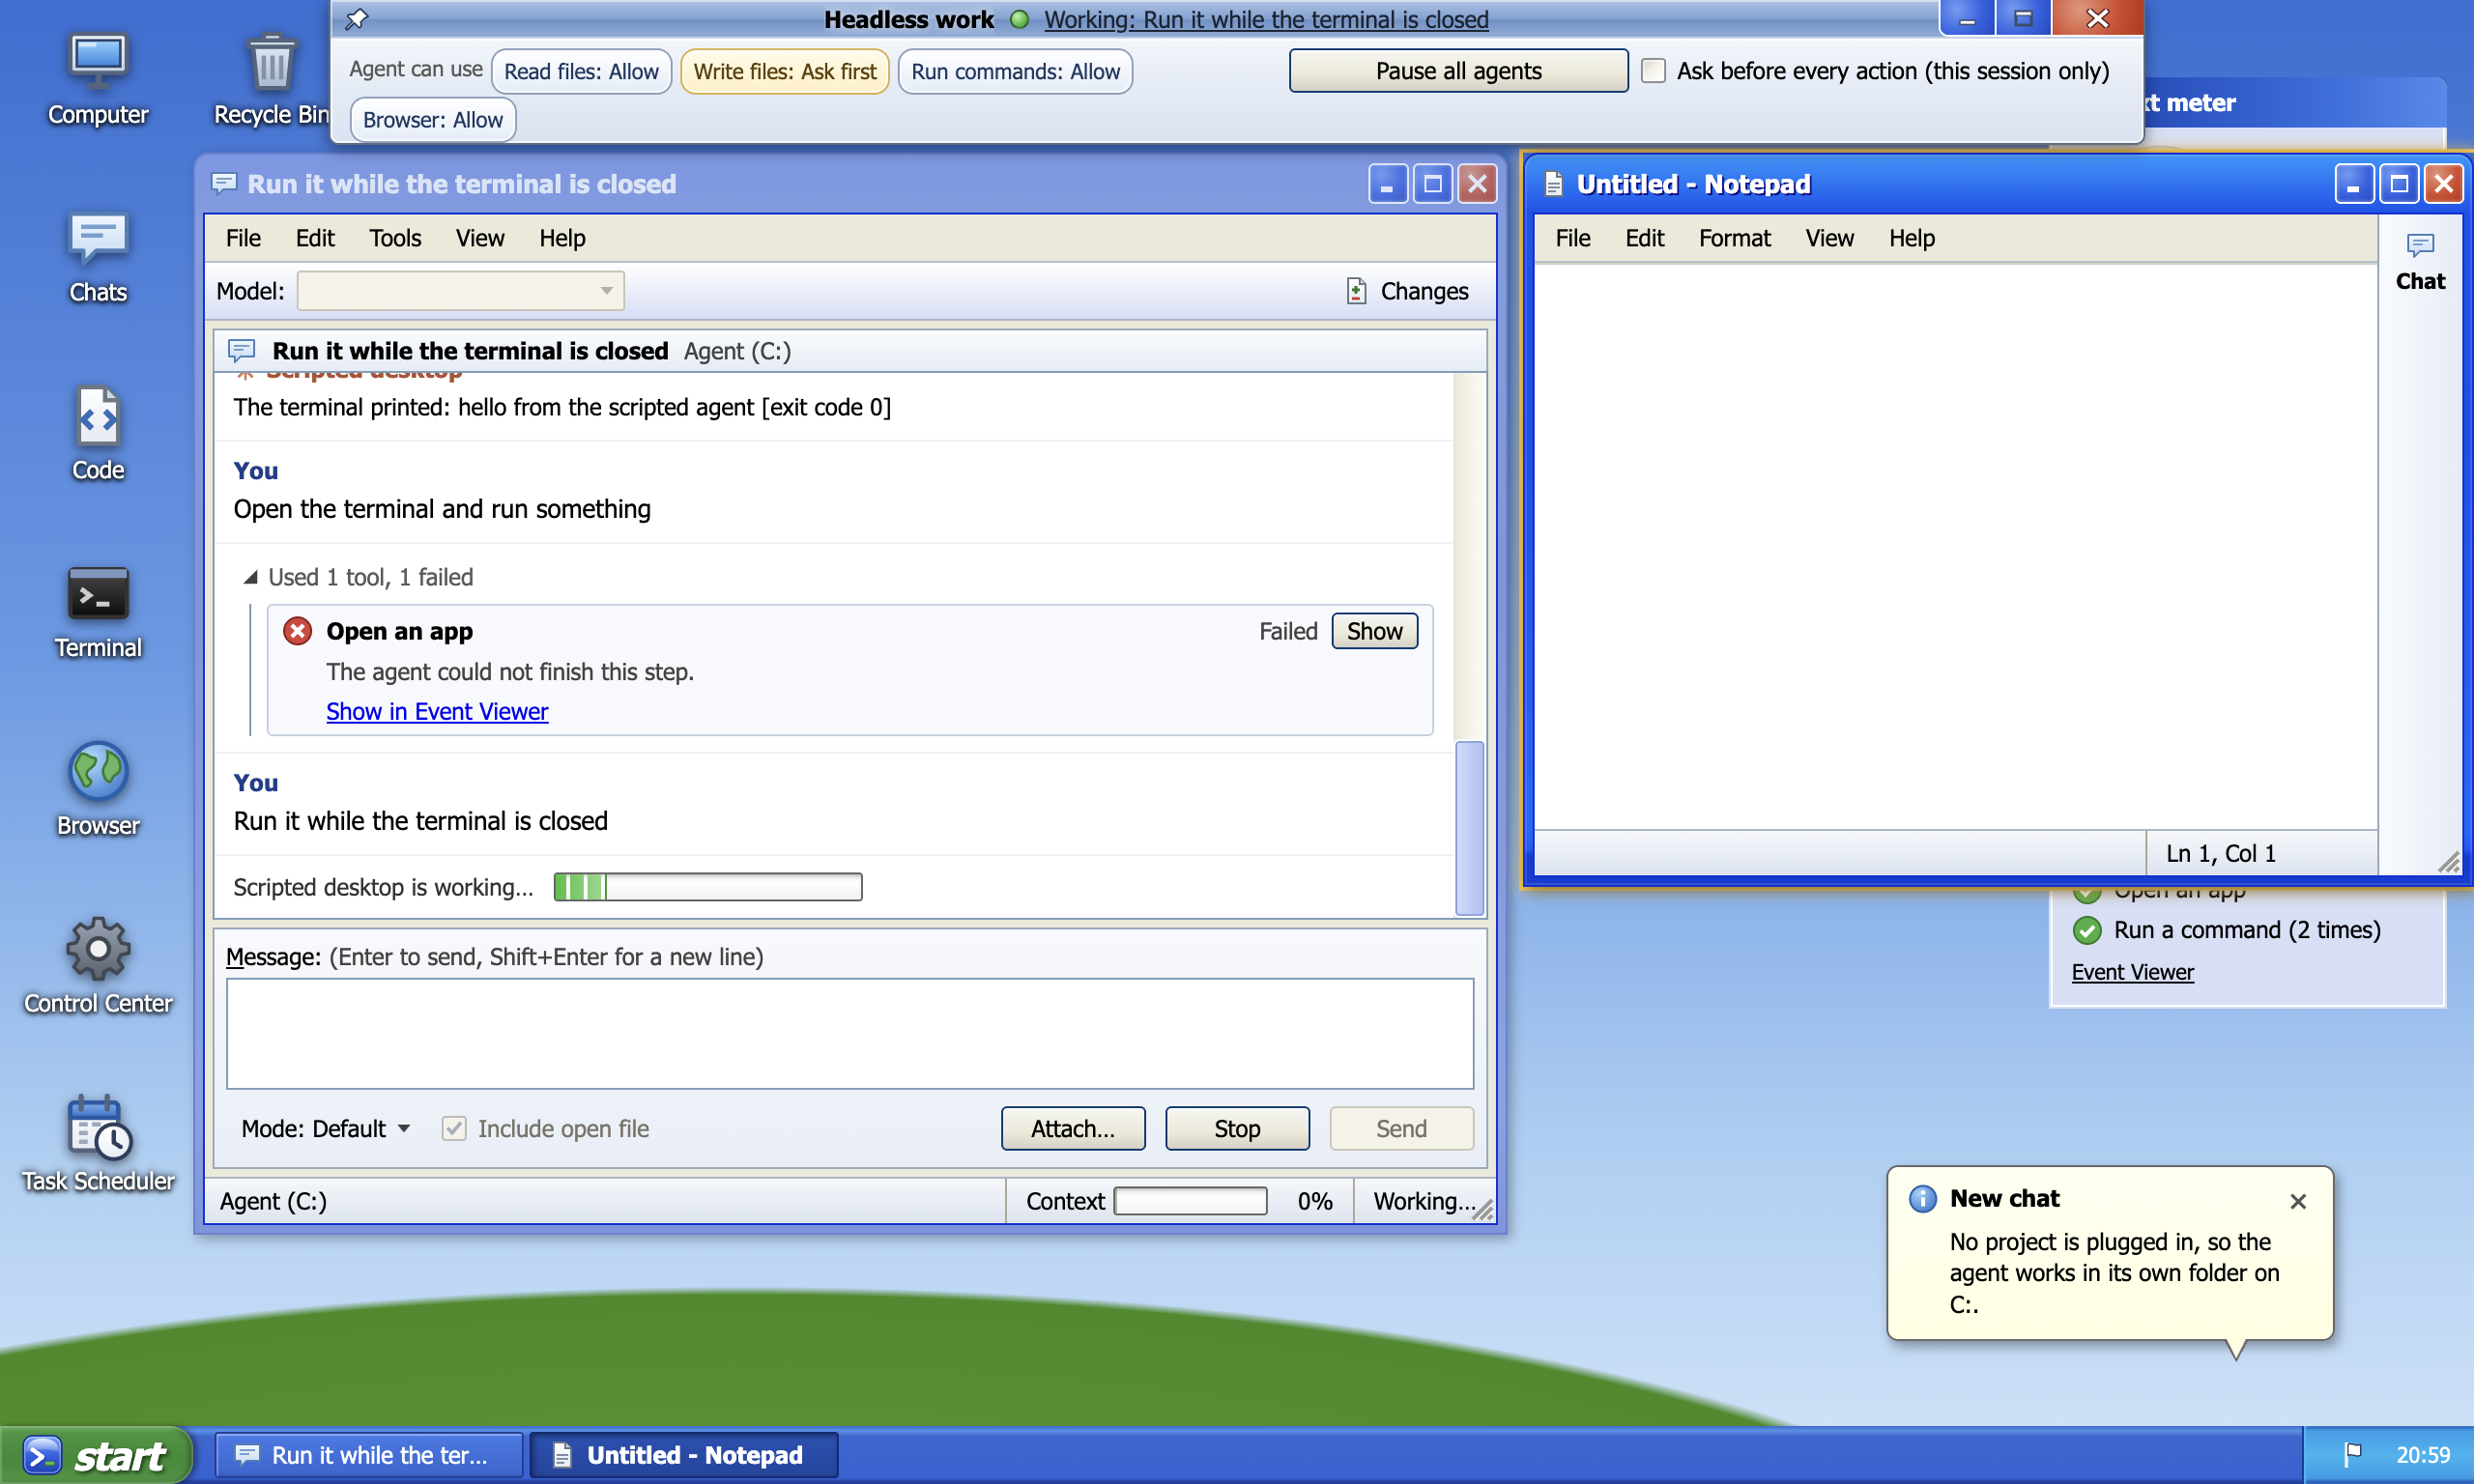 Computer
Recycle Bin
Chats
Code
Terminal
Browser
Control Center
Task Scheduler
Headless work
Working: Run it while the terminal is closed
Agent can use
Read files: Allow
Write files: Ask first
Run commands: Allow
Browser: Allow
Pause all agents
Ask before every action (this session only)
meter
Run it while the terminal is closed
File Edit Tools View Help
Model:
Changes
Run it while the terminal is closed Agent (C:)
Scripted desktop
The terminal printed: hello from the scripted agent [exit code 0]
You
Open the terminal and run something
Used 1 tool, 1 failed
Open an app
Failed
Show
The agent could not finish this step.
Show in Event Viewer
You
Run it while the terminal is closed
Scripted desktop is working...
Message: (Enter to send, Shift+Enter for a new line)
Mode: Default
Include open file
Attach...
Stop
Send
Agent (C:)
Context
0%
Working...
Untitled - Notepad
File Edit Format View Help
Chat
Ln 1, Col 1
Open an app
Run a command (2 times)
Event Viewer
New chat
No project is plugged in, so the
agent works in its own folder on
C:.
start
Run it while the ter...
Untitled - Notepad
20:59